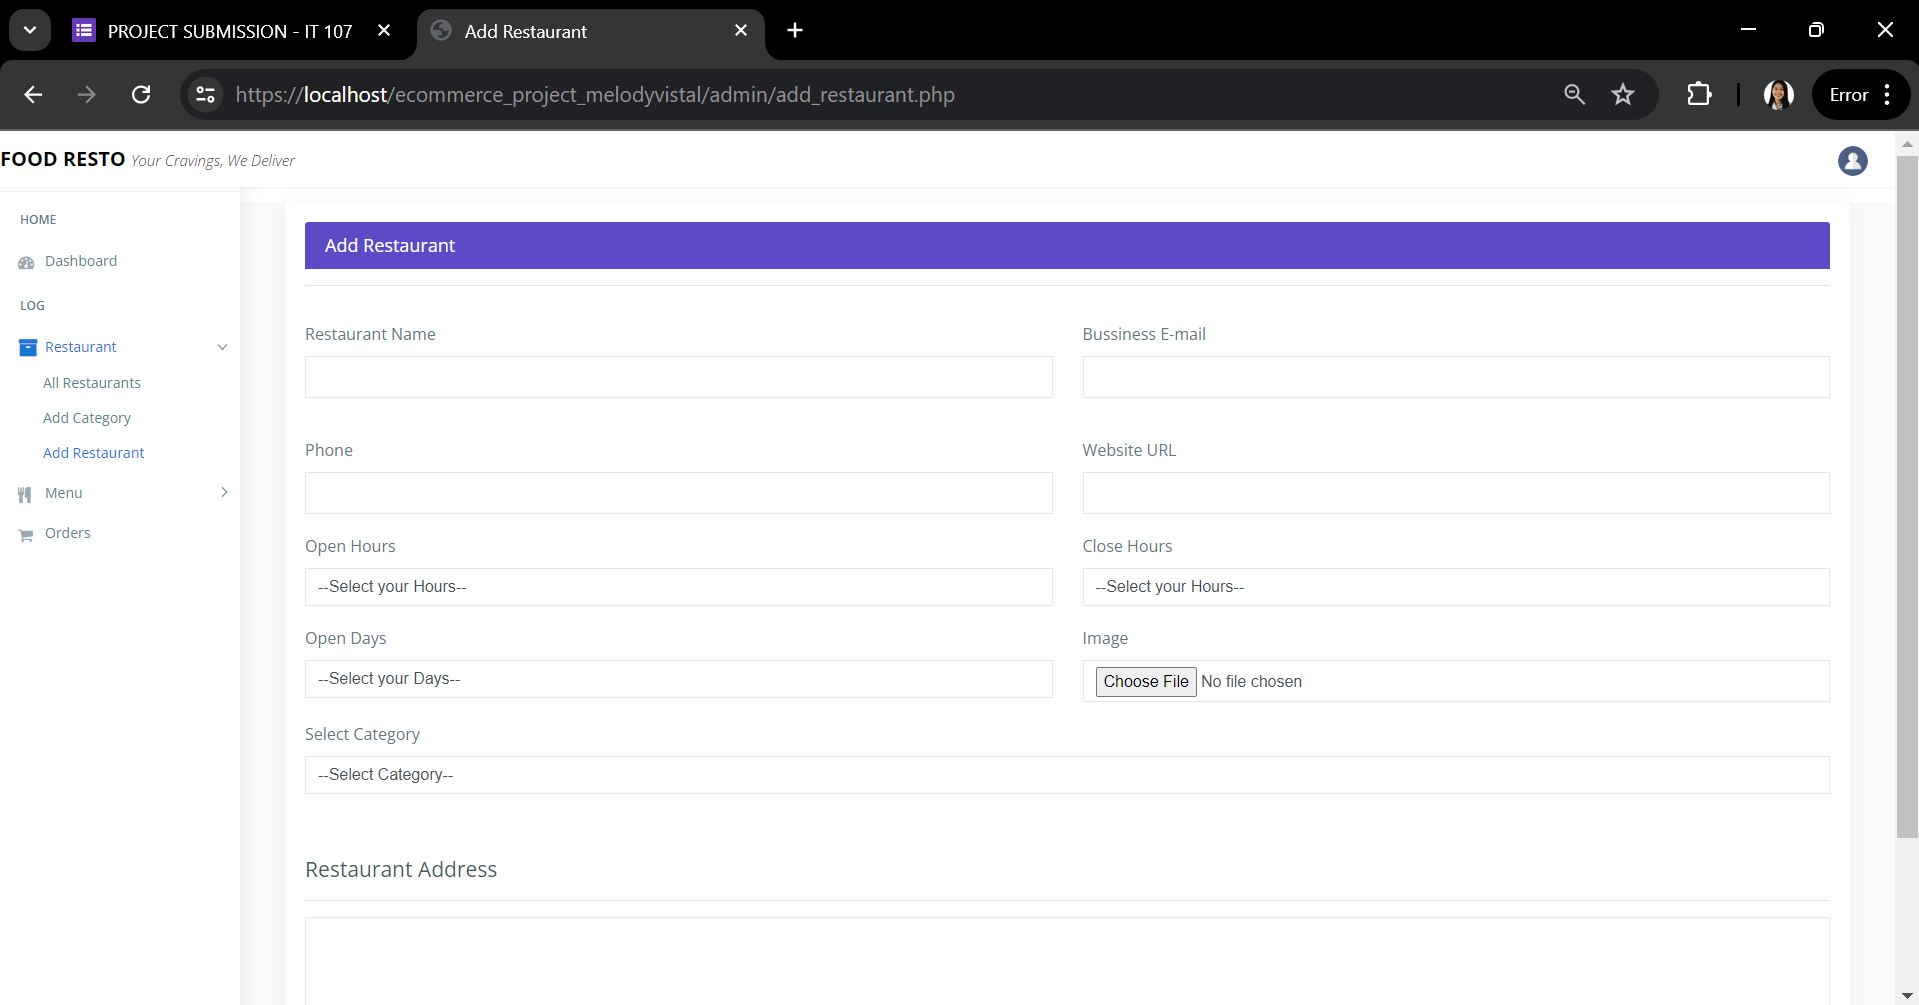 PROJECT SUBMISSION - IT 107
Add Restaurant
https://localhost/ecommerce_project_melodyvistal/admin/add_restaurant.php
Error
FOOD RESTO Your Cravings, We Deliver
HOME
Dashboard
LOG
Restaurant
All Restaurants
Add Category
Add Restaurant
Menu
Orders
Add Restaurant
Restaurant Name
Bussiness E-mail
Phone
Website URL
Open Hours
Close Hours
--Select your Hours--
--Select your Hours--
Open Days
Image
--Select your Days--
Choose File No file chosen
Select Category
--Select Category--
Restaurant Address